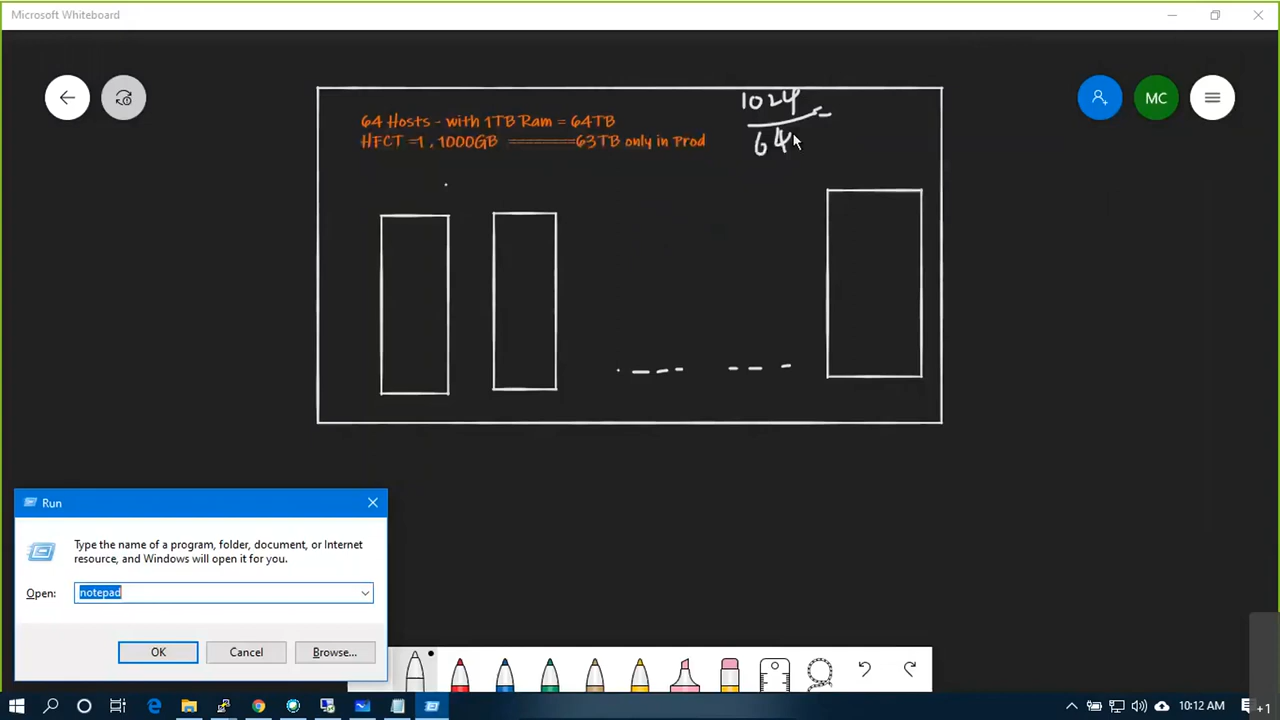 Microsoft Whiteboard
MC
64 Hosts - with 1TB Ram = 64TB
HFCT =1 , 1000GB ==========63TB only in Prod
1024
64
=
Run
Type the name of a program, folder, document, or Internet
resource, and Windows will open it for you.
Open: notepad
OK Cancel Browse...
10:12 AM
+1